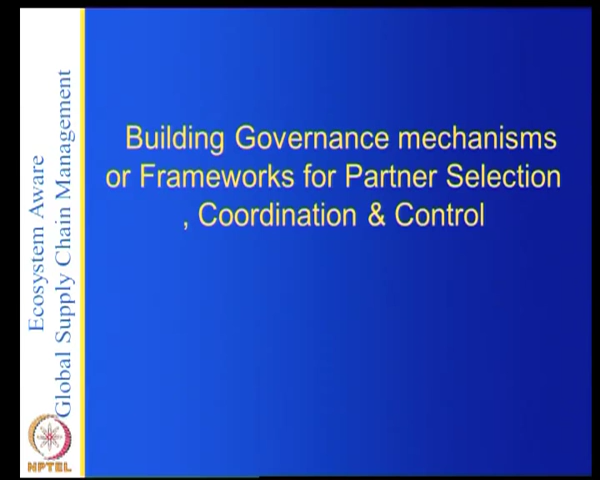 Building Governance mechanisms
or Frameworks for Partner Selection
, Coordination & Control
Ecosystem Aware
Global Supply Chain Management
NPTEL